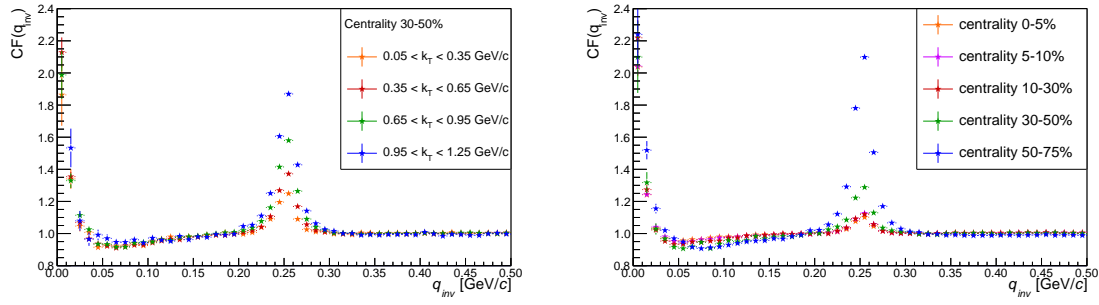 CF(q_inv)
2.4
2.2
2.0
1.8
1.6
1.4
1.2
1.0
0.8
Centrality 30-50%
0.05 < k_T < 0.35 GeV/c
0.35 < k_T < 0.65 GeV/c
0.65 < k_T < 0.95 GeV/c
0.95 < k_T < 1.25 GeV/c
0.00 0.05 0.10 0.15 0.20 0.25 0.30 0.35 0.40 0.45 0.50
q_inv [GeV/c]
CF(q_inv)
2.4
2.2
2.0
1.8
1.6
1.4
1.2
1.0
0.8
centrality 0-5%
centrality 5-10%
centrality 10-30%
centrality 30-50%
centrality 50-75%
0.00 0.05 0.10 0.15 0.20 0.25 0.30 0.35 0.40 0.45 0.50
q_inv [GeV/c]